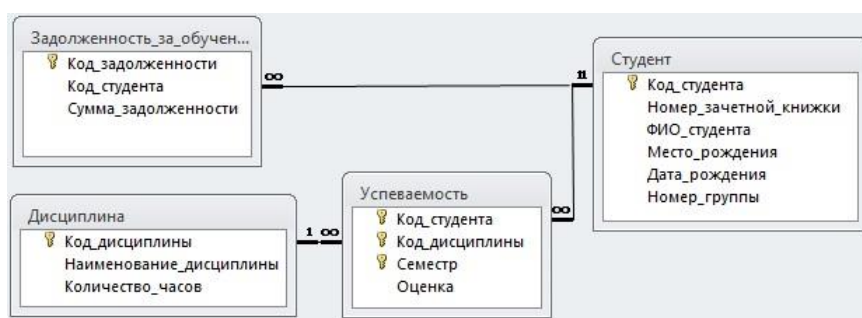 Задолженность_за_обучен...
Код_задолженности
Код_студента
Сумма_задолженности
∞
11
Студент
Код_студента
Номер_зачетной_книжки
ФИО_студента
Место_рождения
Дата_рождения
Номер_группы
Дисциплина
Код_дисциплины
Наименование_дисциплины
Количество_часов
1 ∞
Успеваемость
Код_студента
Код_дисциплины
Семестр
Оценка
∞